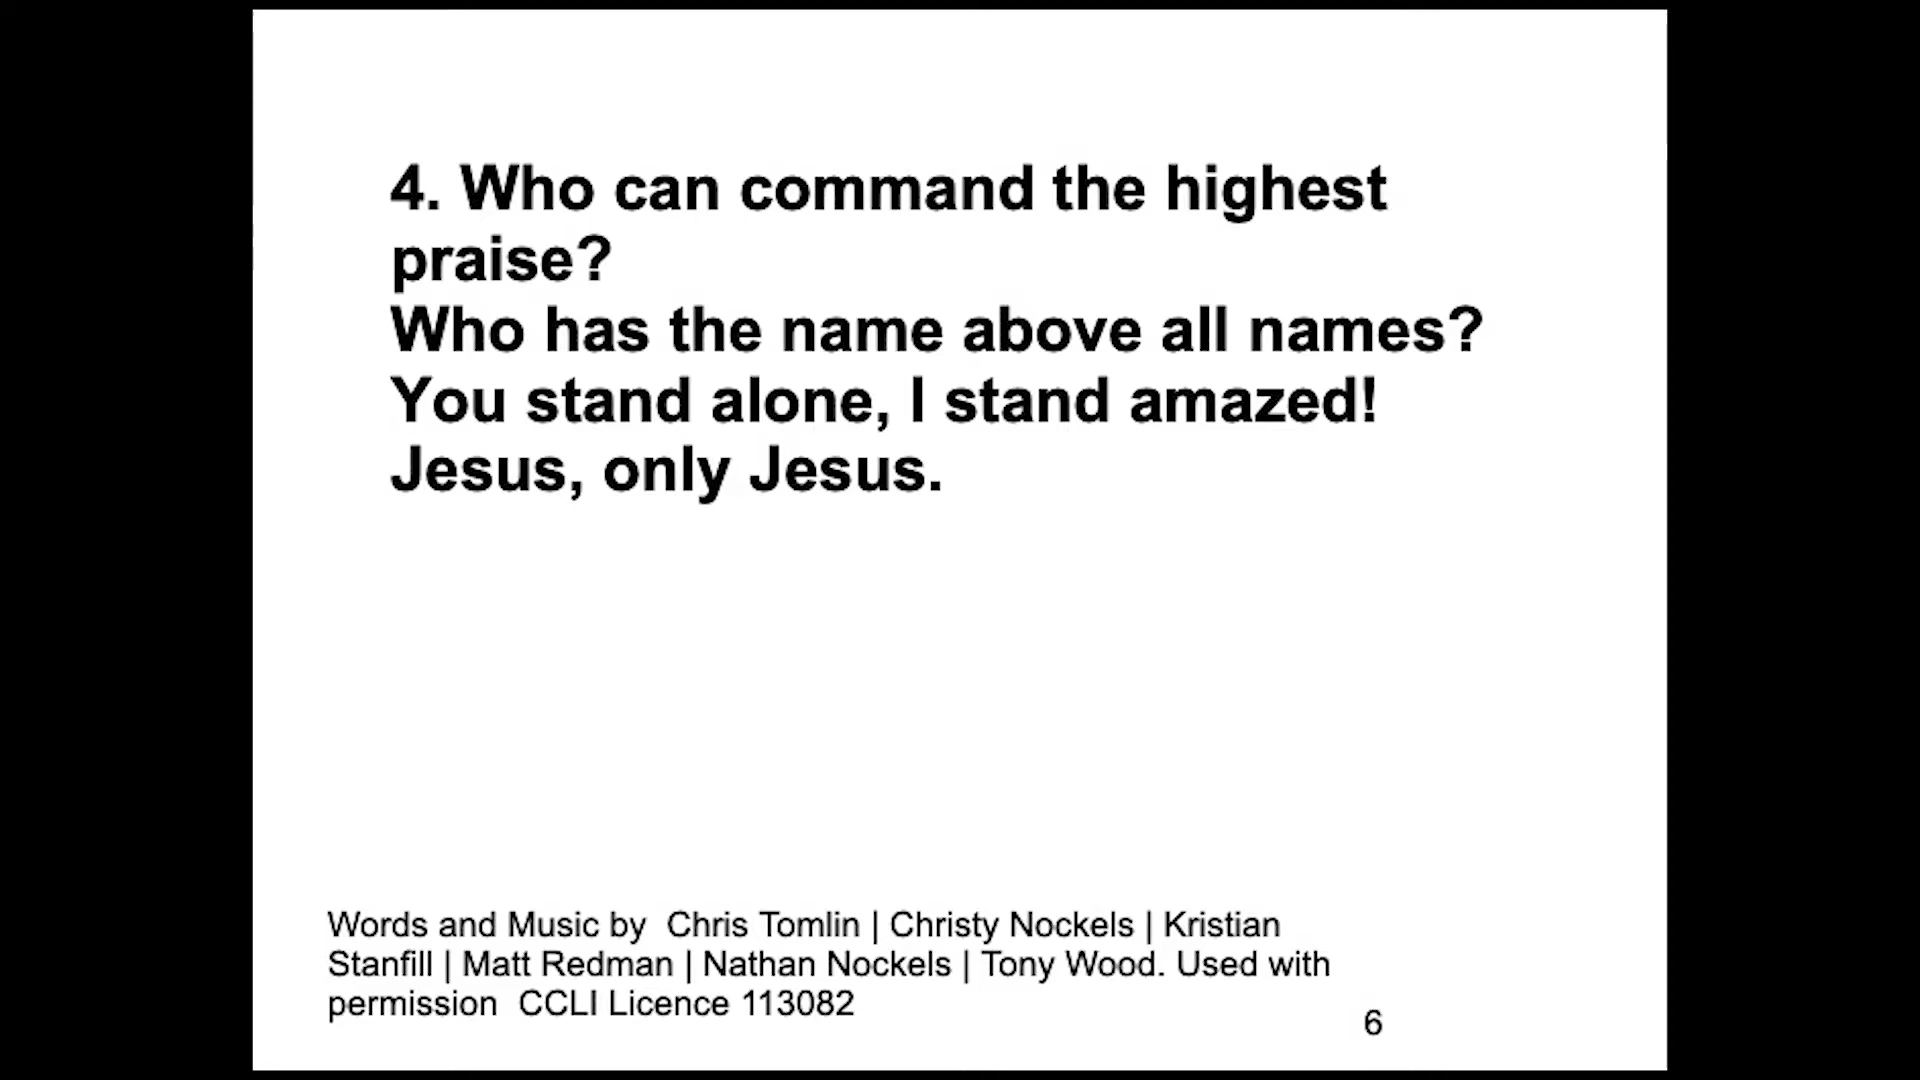 4. Who can command the highest
praise?
Who has the name above all names?
You stand alone, I stand amazed!
Jesus, only Jesus.
Words and Music by  Chris Tomlin | Christy Nockels | Kristian
Stanfill | Matt Redman | Nathan Nockels | Tony Wood. Used with
permission  CCLI Licence 113082
6